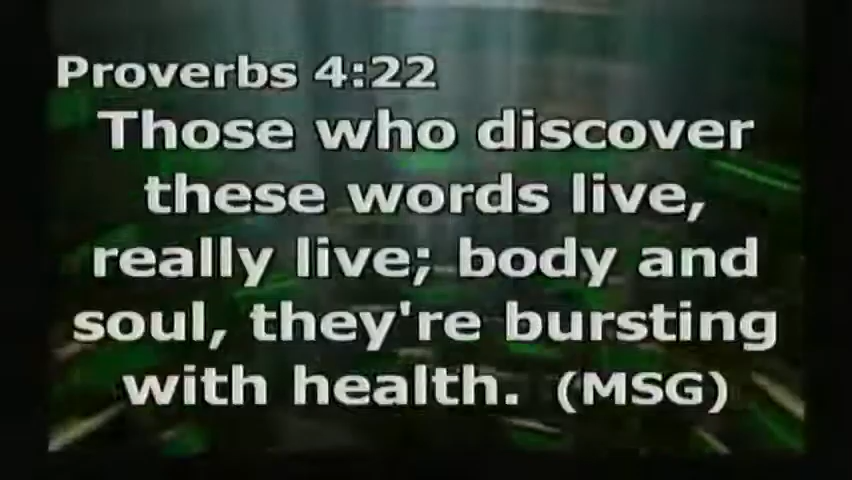 Proverbs 4:22
Those who discover
these words live,
really live; body and
soul, they're bursting
with health. (MSG)